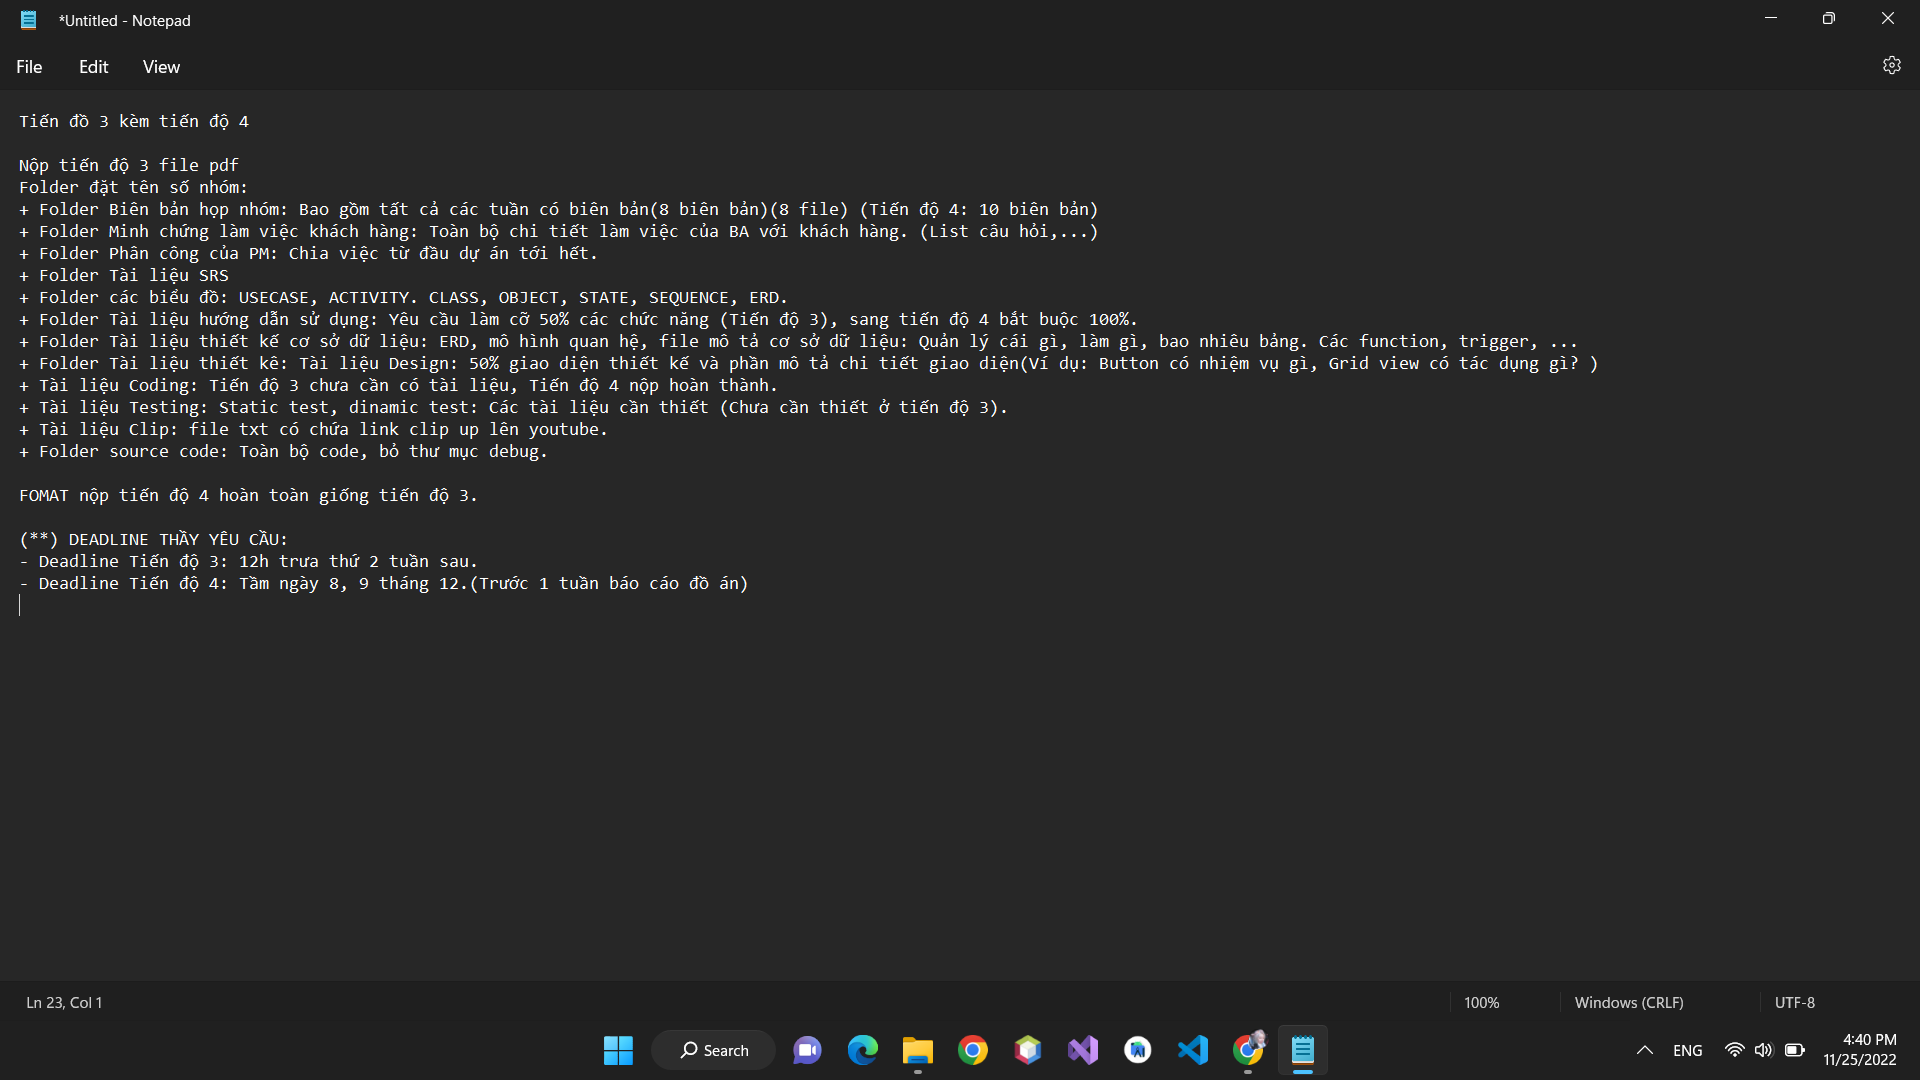 *Untitled - Notepad
File Edit View
Tiến đồ 3 kèm tiến độ 4
Nộp tiến độ 3 file pdf
Folder đặt tên số nhóm:
+ Folder Biên bản họp nhóm: Bao gồm tất cả các tuần có biên bản(8 biên bản)(8 file) (Tiến độ 4: 10 biên bản)
+ Folder Minh chứng làm việc khách hàng: Toàn bộ chi tiết làm việc của BA với khách hàng. (List câu hỏi,...)
+ Folder Phân công của PM: Chia việc từ đầu dự án tới hết.
+ Folder Tài liệu SRS
+ Folder các biểu đồ: USECASE, ACTIVITY. CLASS, OBJECT, STATE, SEQUENCE, ERD.
+ Folder Tài liệu hướng dẫn sử dụng: Yêu cầu làm cỡ 50% các chức năng (Tiến độ 3), sang tiến độ 4 bắt buộc 100%.
+ Folder Tài liệu thiết kế cơ sở dữ liệu: ERD, mô hình quan hệ, file mô tả cơ sở dữ liệu: Quản lý cái gì, làm gì, bao nhiêu bảng. Các function, trigger, ...
+ Folder Tài liệu thiết kê: Tài liệu Design: 50% giao diện thiết kế và phần mô tả chi tiết giao diện(Ví dụ: Button có nhiệm vụ gì, Grid view có tác dụng gì? )
+ Tài liệu Coding: Tiến độ 3 chưa cần có tài liệu, Tiến độ 4 nộp hoàn thành.
+ Tài liệu Testing: Static test, dinamic test: Các tài liệu cần thiết (Chưa cần thiết ở tiến độ 3).
+ Tài liệu Clip: file txt có chứa link clip up lên youtube.
+ Folder source code: Toàn bộ code, bỏ thư mục debug.
FOMAT nộp tiến độ 4 hoàn toàn giống tiến độ 3.
(**) DEADLINE THẦY YÊU CẦU:
- Deadline Tiến độ 3: 12h trưa thứ 2 tuần sau.
- Deadline Tiến độ 4: Tầm ngày 8, 9 tháng 12.(Trước 1 tuần báo cáo đồ án)
Ln 23, Col 1 100% Windows (CRLF) UTF-8
Search ENG 4:40 PM
11/25/2022